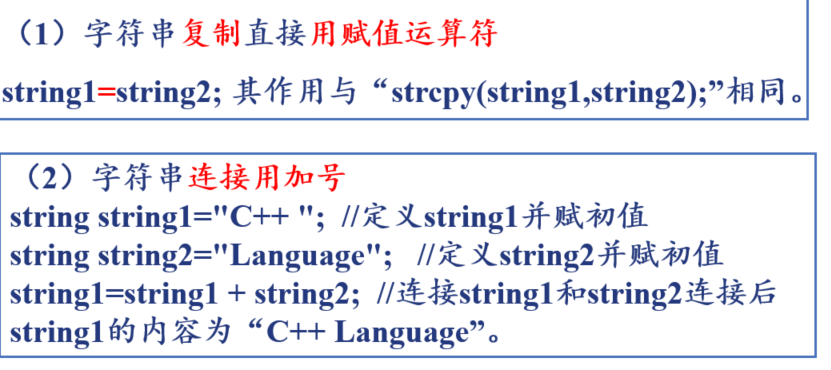 （1）字符串复制直接用赋值运算符
string1=string2; 其作用与“strcpy(string1,string2);”相同。
（2）字符串连接用加号
string string1="C++ "; //定义string1并赋初值
string string2="Language"; //定义string2并赋初值
string1=string1 + string2; //连接string1和string2连接后
string1的内容为“C++ Language”。